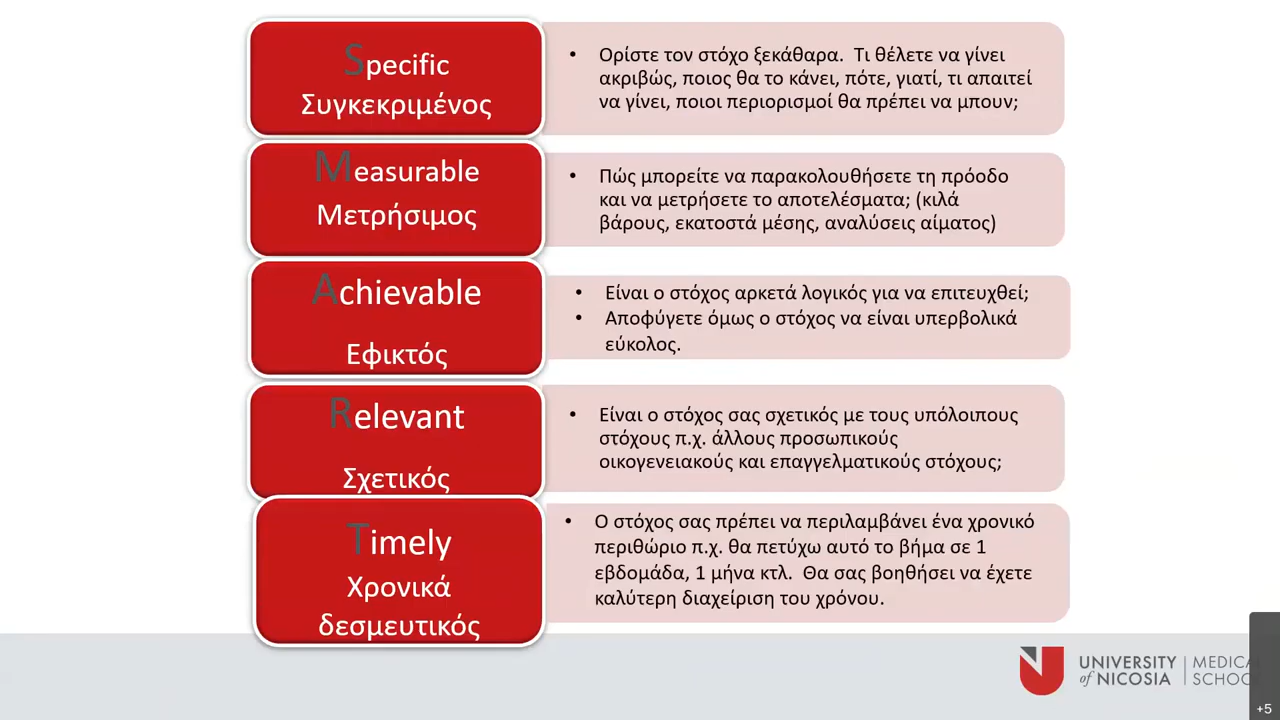 Specific
Συγκεκριμένος
• Ορίστε τον στόχο ξεκάθαρα. Τι θέλετε να γίνει
ακριβώς, ποιος θα το κάνει, πότε, γιατί, τι απαιτεί
να γίνει, ποιοι περιορισμοί θα πρέπει να μπουν;
Measurable
Μετρήσιμος
• Πώς μπορείτε να παρακολουθήσετε τη πρόοδο
και να μετρήσετε το αποτελέσματα; (κιλά
βάρους, εκατοστά μέσης, αναλύσεις αίματος)
Achievable
Εφικτός
• Είναι ο στόχος αρκετά λογικός για να επιτευχθεί;
• Αποφύγετε όμως ο στόχος να είναι υπερβολικά
εύκολος.
Relevant
Σχετικός
• Είναι ο στόχος σας σχετικός με τους υπόλοιπους
στόχους π.χ. άλλους προσωπικούς
οικογενειακούς και επαγγελματικούς στόχους;
Timely
Χρονικά
δεσμευτικός
• Ο στόχος σας πρέπει να περιλαμβάνει ένα χρονικό
περιθώριο π.χ. θα πετύχω αυτό το βήμα σε 1
εβδομάδα, 1 μήνα κτλ. Θα σας βοηθήσει να έχετε
καλύτερη διαχείριση του χρόνου.
UNIVERSITY
of NICOSIA
MEDICAL
SCHOOL
+5